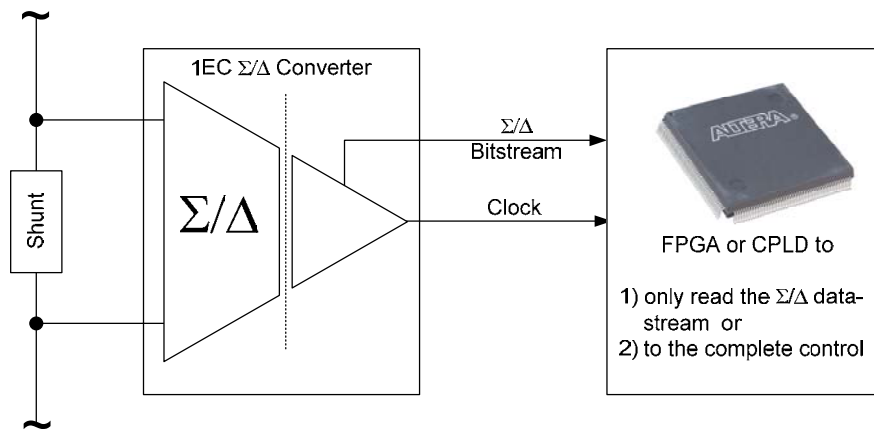 ~
1EC Σ/Δ Converter
Σ/Δ
Bitstream
Clock
Shunt
Σ/Δ
ALTERA®
FPGA or CPLD to
1) only read the Σ/Δ data-
stream or
2) to the complete control
~